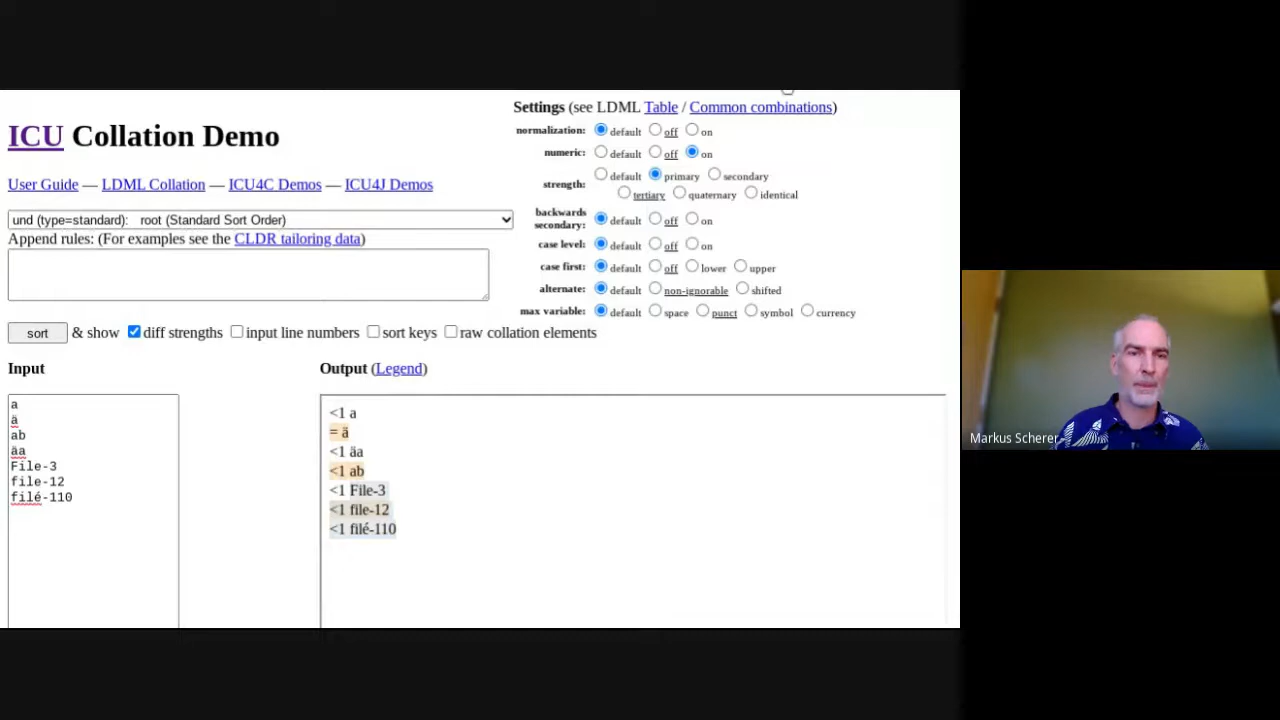 Settings (see LDML Table / Common combinations)
ICU Collation Demo
normalization: default off on
numeric: default off on
strength: default primary secondary
tertiary quaternary identical
User Guide — LDML Collation — ICU4C Demos — ICU4J Demos
und (type=standard): root (Standard Sort Order)
backwards secondary: default off on
Append rules: (For examples see the CLDR tailoring data)
case level: default off on
case first: default off lower upper
alternate: default non-ignorable shifted
max variable: default space punct symbol currency
sort & show diff strengths input line numbers sort keys raw collation elements
Input
a
ä
ab
äa
File-3
file-12
filé-110
Output (Legend)
<1 a
= ä
<1 äa
<1 ab
<1 File-3
<1 file-12
<1 filé-110
Markus Scherer